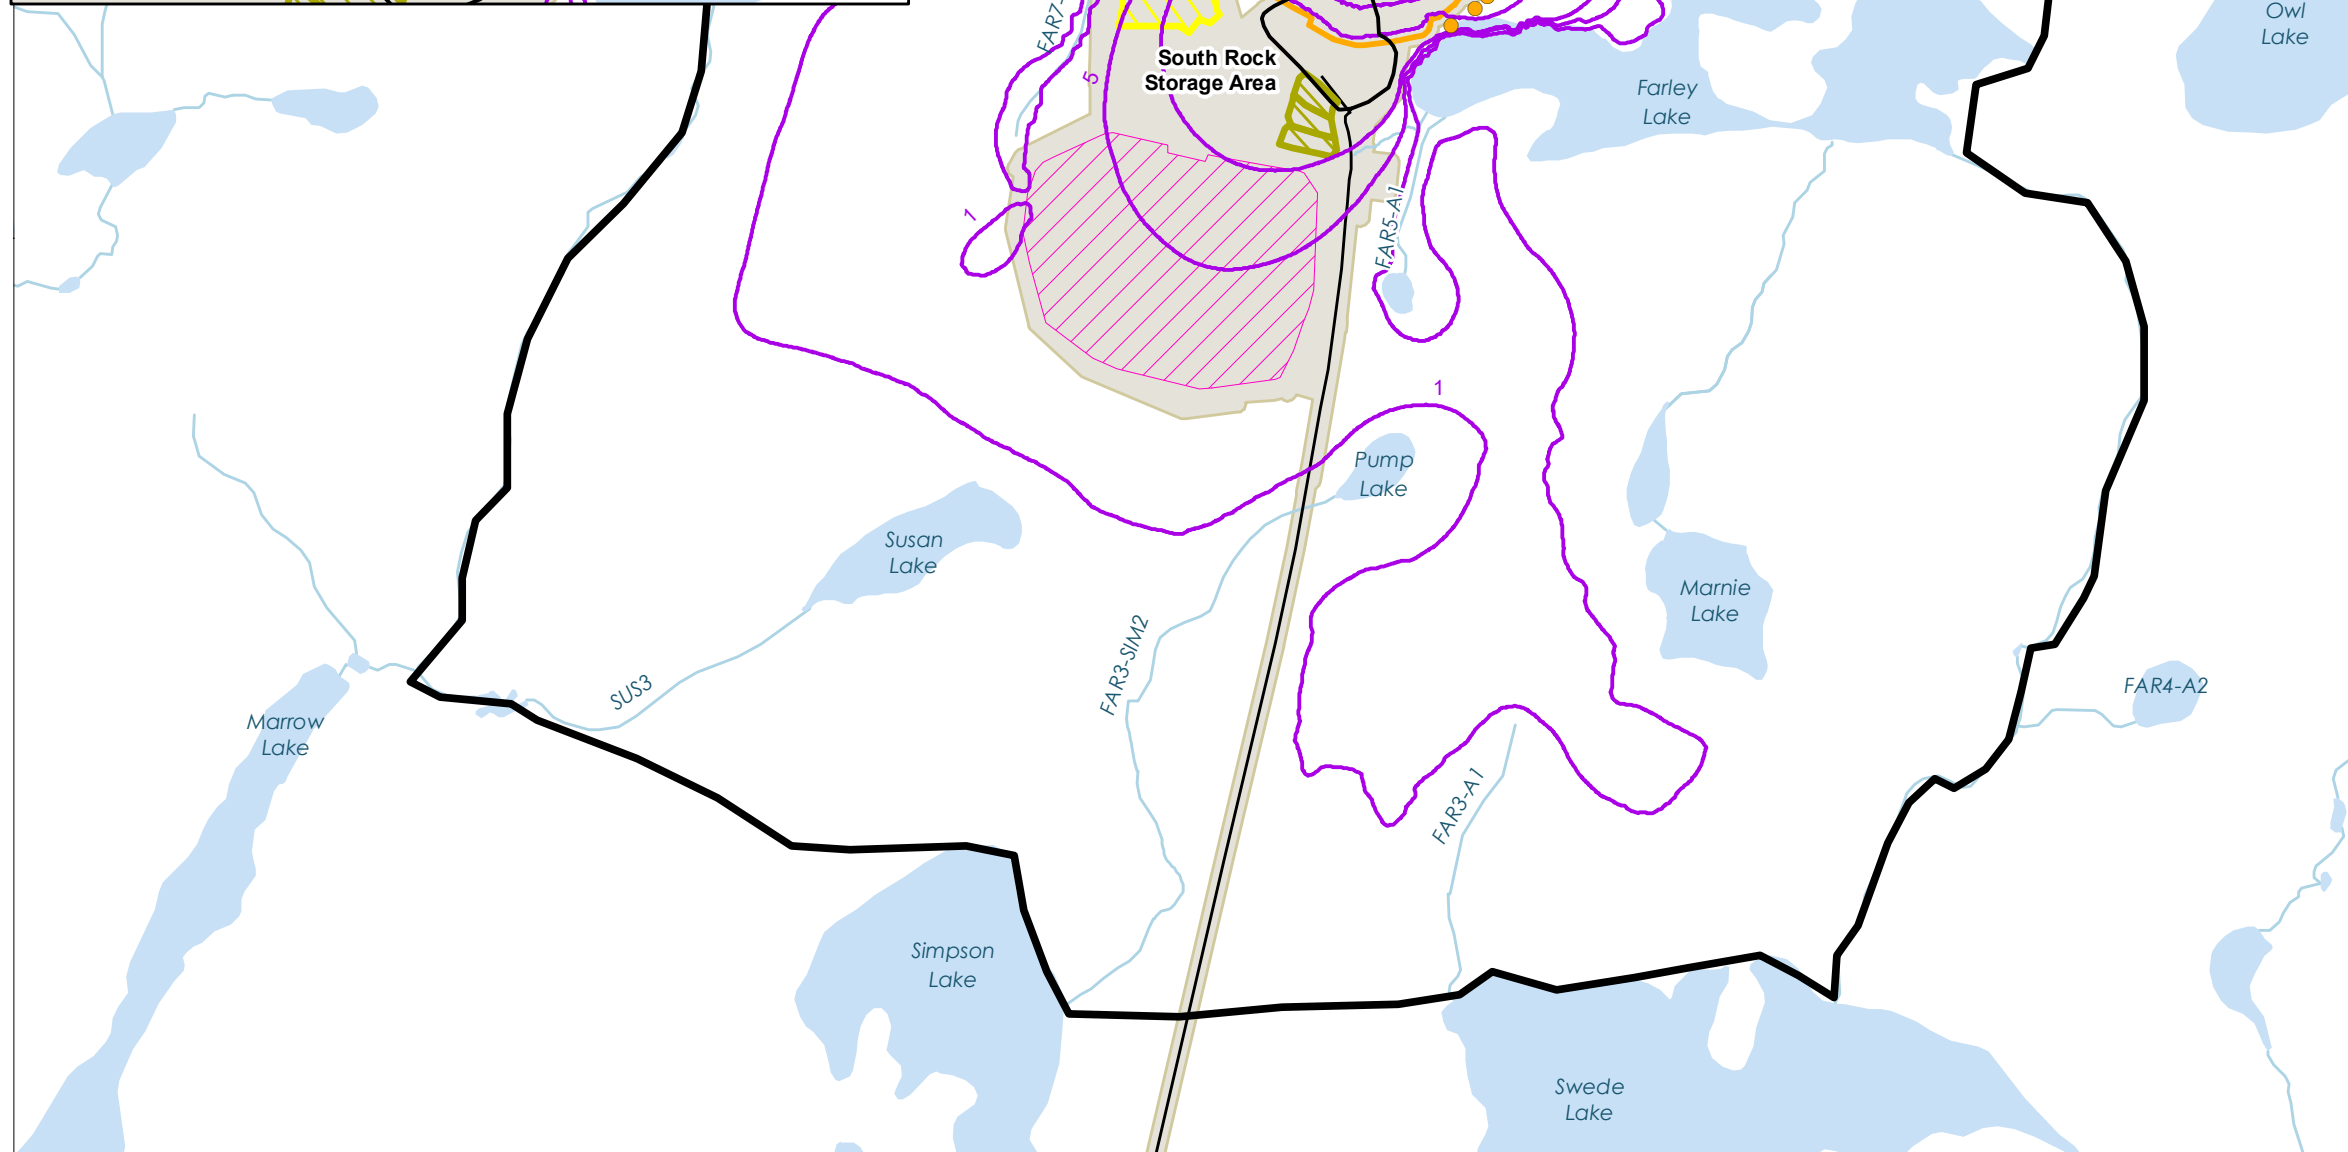 Owl
Lake
FAR7-
South Rock
Storage Area
5
Farley
Lake
1
FAR5-A1
1
Pump
Lake
Susan
Lake
Marnie
Lake
FAR3-SIM2
SUS3
FAR4-A2
Marrow
Lake
FAR3-A1
Simpson
Lake
Swede
Lake